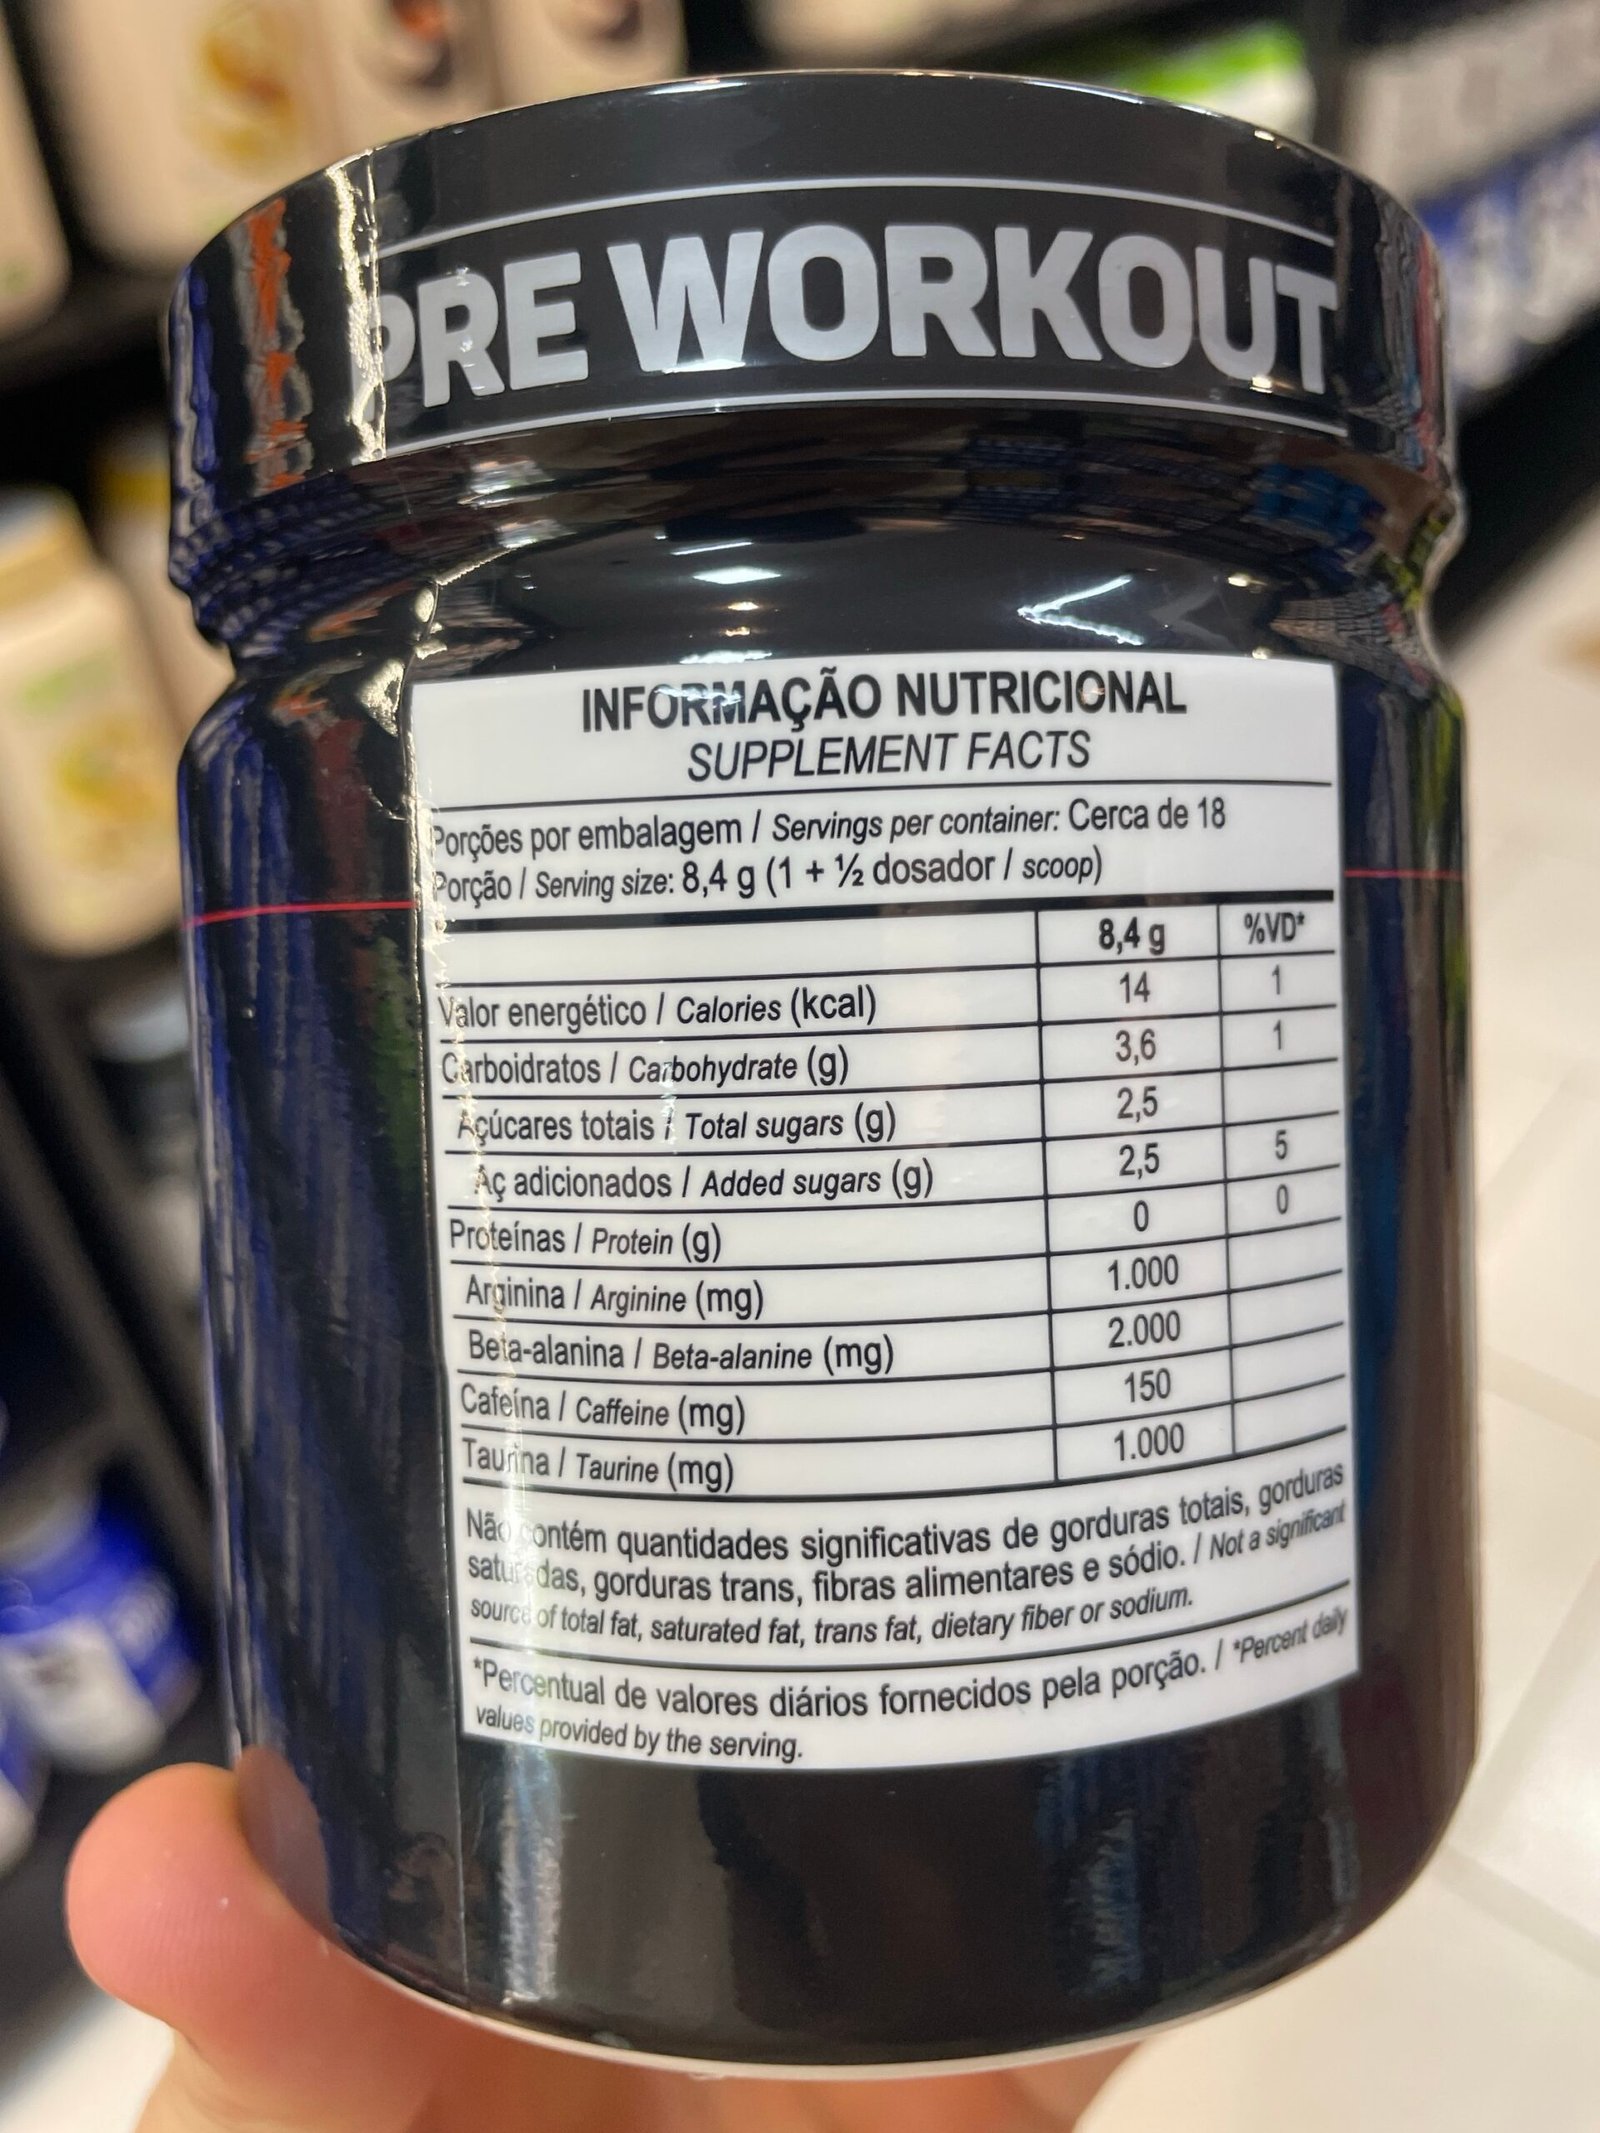 PRE WORKOUT
INFORMAÇÃO NUTRICIONAL
SUPPLEMENT FACTS
Porções por embalagem / Servings per container: Cerca de 18
Porção / Serving size: 8,4 g (1 + ½ dosador / scoop)
8,4 g %VD*
Valor energético / Calories (kcal) 14 1
Carboidratos / Carbohydrate (g) 3,6 1
Açúcares totais / Total sugars (g) 2,5
Aç adicionados / Added sugars (g) 2,5 5
Proteínas / Protein (g) 0 0
Arginina / Arginine (mg) 1.000
Beta-alanina / Beta-alanine (mg) 2.000
Cafeína / Caffeine (mg) 150
Taurina / Taurine (mg) 1.000
Não contém quantidades significativas de gorduras totais, gorduras
saturadas, gorduras trans, fibras alimentares e sódio. / Not a significant
source of total fat, saturated fat, trans fat, dietary fiber or sodium.
*Percentual de valores diários fornecidos pela porção. / *Percent daily
values provided by the serving.